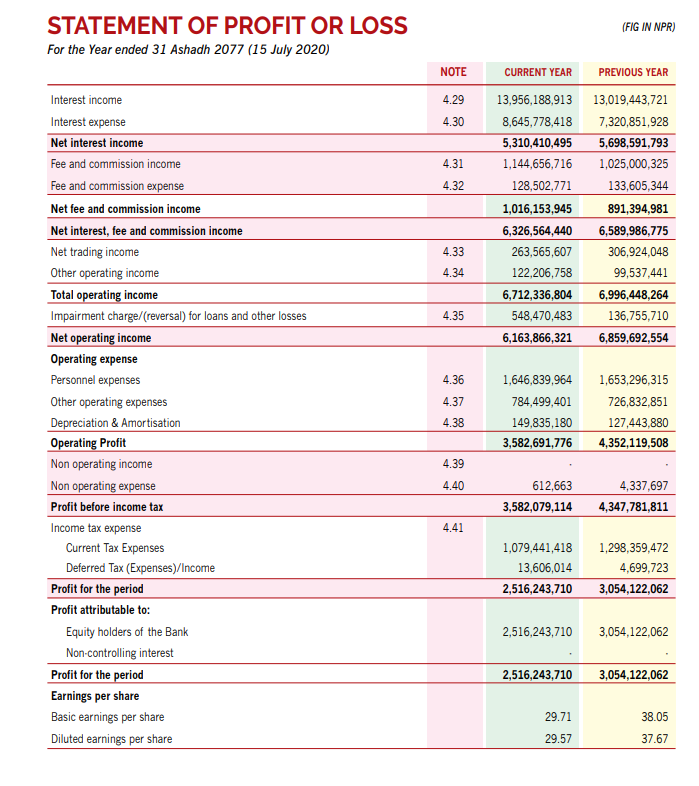 STATEMENT OF PROFIT OR LOSS (FIG IN NPR)
For the Year ended 31 Ashadh 2077 (15 July 2020)
NOTE CURRENT YEAR PREVIOUS YEAR
Interest income 4.29 13,956,188,913 13,019,443,721
Interest expense 4.30 8,645,778,418 7,320,851,928
Net interest income 5,310,410,495 5,698,591,793
Fee and commission income 4.31 1,144,656,716 1,025,000,325
Fee and commission expense 4.32 128,502,771 133,605,344
Net fee and commission income 1,016,153,945 891,394,981
Net interest, fee and commission income 6,326,564,440 6,589,986,775
Net trading income 4.33 263,565,607 306,924,048
Other operating income 4.34 122,206,758 99,537,441
Total operating income 6,712,336,804 6,996,448,264
Impairment charge/(reversal) for loans and other losses 4.35 548,470,483 136,755,710
Net operating income 6,163,866,321 6,859,692,554
Operating expense
Personnel expenses 4.36 1,646,839,964 1,653,296,315
Other operating expenses 4.37 784,499,401 726,832,851
Depreciation & Amortisation 4.38 149,835,180 127,443,880
Operating Profit 3,582,691,776 4,352,119,508
Non operating income 4.39 - -
Non operating expense 4.40 612,663 4,337,697
Profit before income tax 3,582,079,114 4,347,781,811
Income tax expense 4.41
Current Tax Expenses 1,079,441,418 1,298,359,472
Deferred Tax (Expenses)/Income 13,606,014 4,699,723
Profit for the period 2,516,243,710 3,054,122,062
Profit attributable to:
Equity holders of the Bank 2,516,243,710 3,054,122,062
Non-controlling interest - -
Profit for the period 2,516,243,710 3,054,122,062
Earnings per share
Basic earnings per share 29.71 38.05
Diluted earnings per share 29.57 37.67